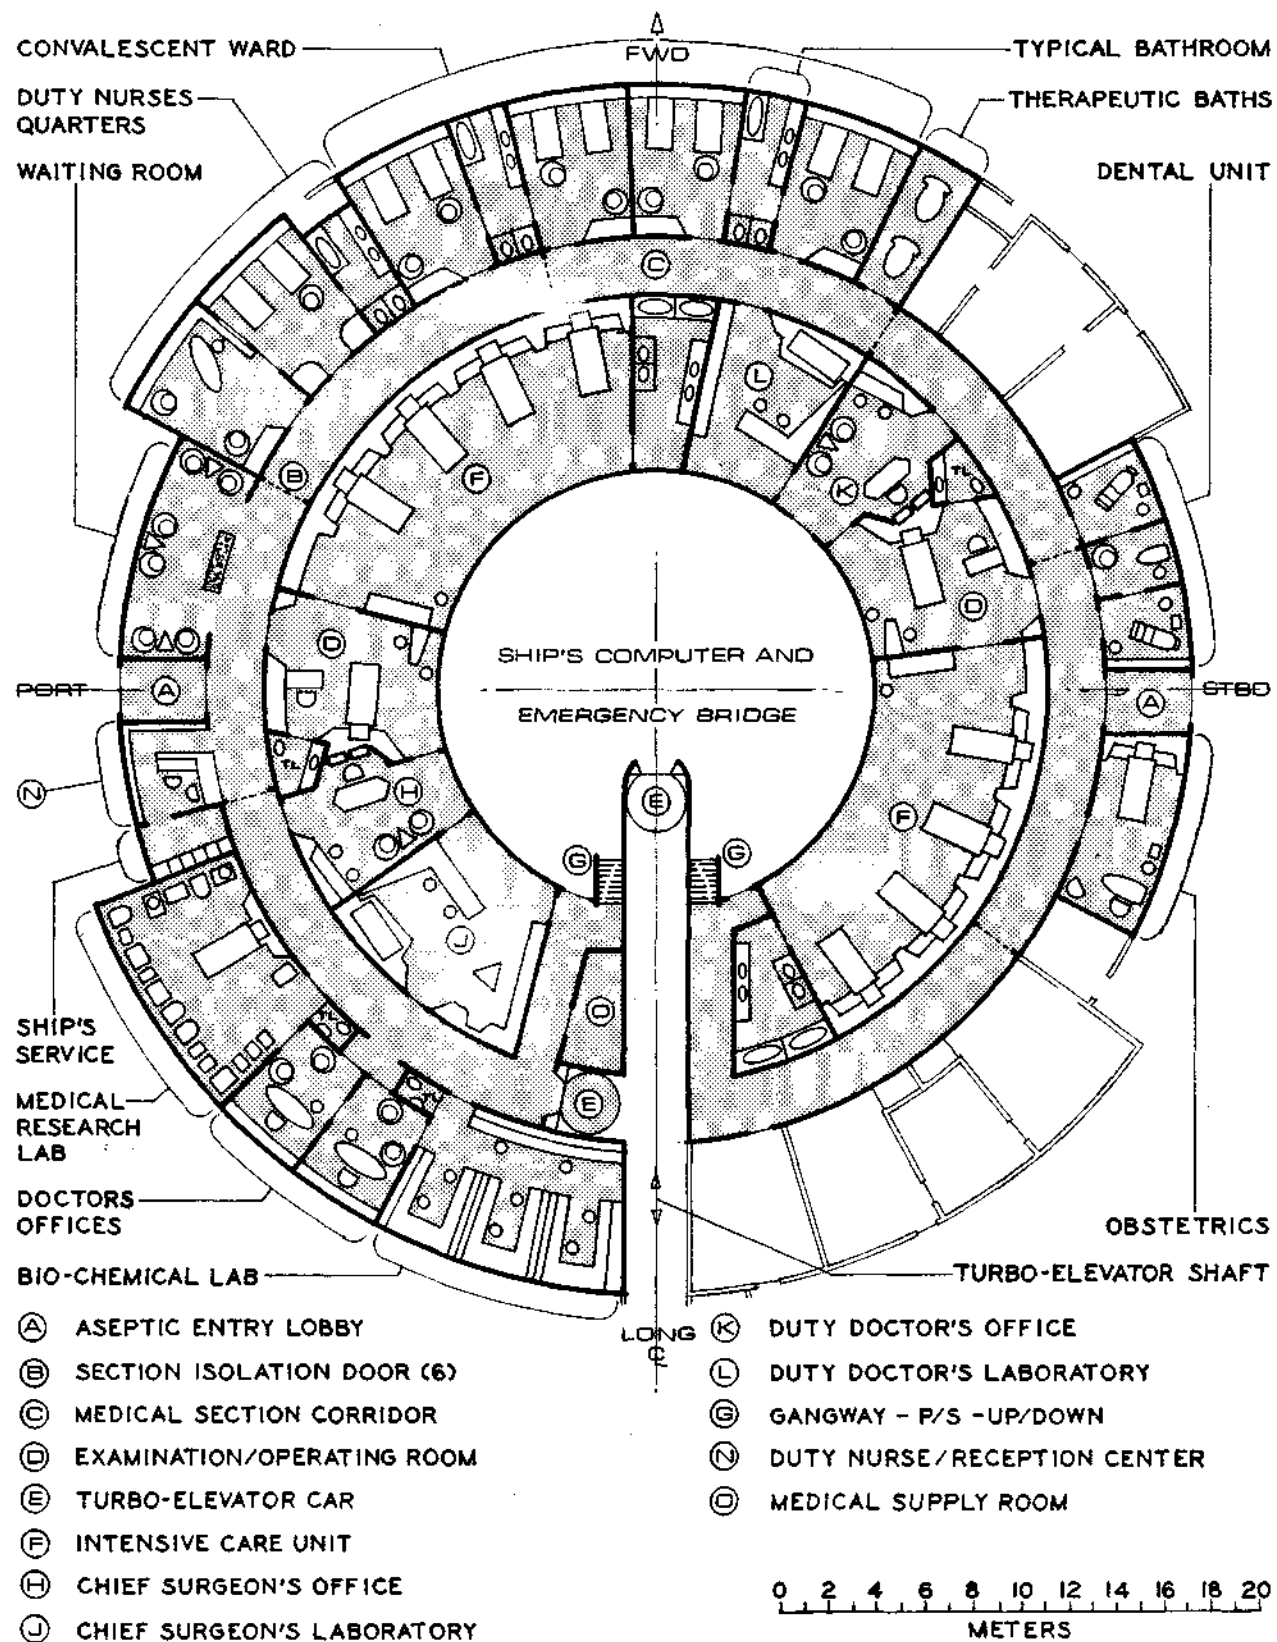 FWD
CONVALESCENT WARD
TYPICAL BATHROOM
DUTY NURSES
QUARTERS
THERAPEUTIC BATHS
WAITING ROOM
DENTAL UNIT
C
L
B
F
K
TL
D
D
SHIP'S COMPUTER AND
EMERGENCY BRIDGE
PORT
A
STBD
A
TL
N
H
E
F
G
G
J
O
SHIP'S
SERVICE
TL
E
TL
MEDICAL
RESEARCH
LAB
DOCTORS
OFFICES
OBSTETRICS
BIO-CHEMICAL LAB
TURBO-ELEVATOR SHAFT
LONG
℄
A ASEPTIC ENTRY LOBBY
B SECTION ISOLATION DOOR (6)
C MEDICAL SECTION CORRIDOR
D EXAMINATION/OPERATING ROOM
E TURBO-ELEVATOR CAR
F INTENSIVE CARE UNIT
H CHIEF SURGEON'S OFFICE
J CHIEF SURGEON'S LABORATORY
K DUTY DOCTOR'S OFFICE
L DUTY DOCTOR'S LABORATORY
G GANGWAY - P/S -UP/DOWN
N DUTY NURSE/RECEPTION CENTER
O MEDICAL SUPPLY ROOM
0 2 4 6 8 10 12 14 16 18 20
METERS